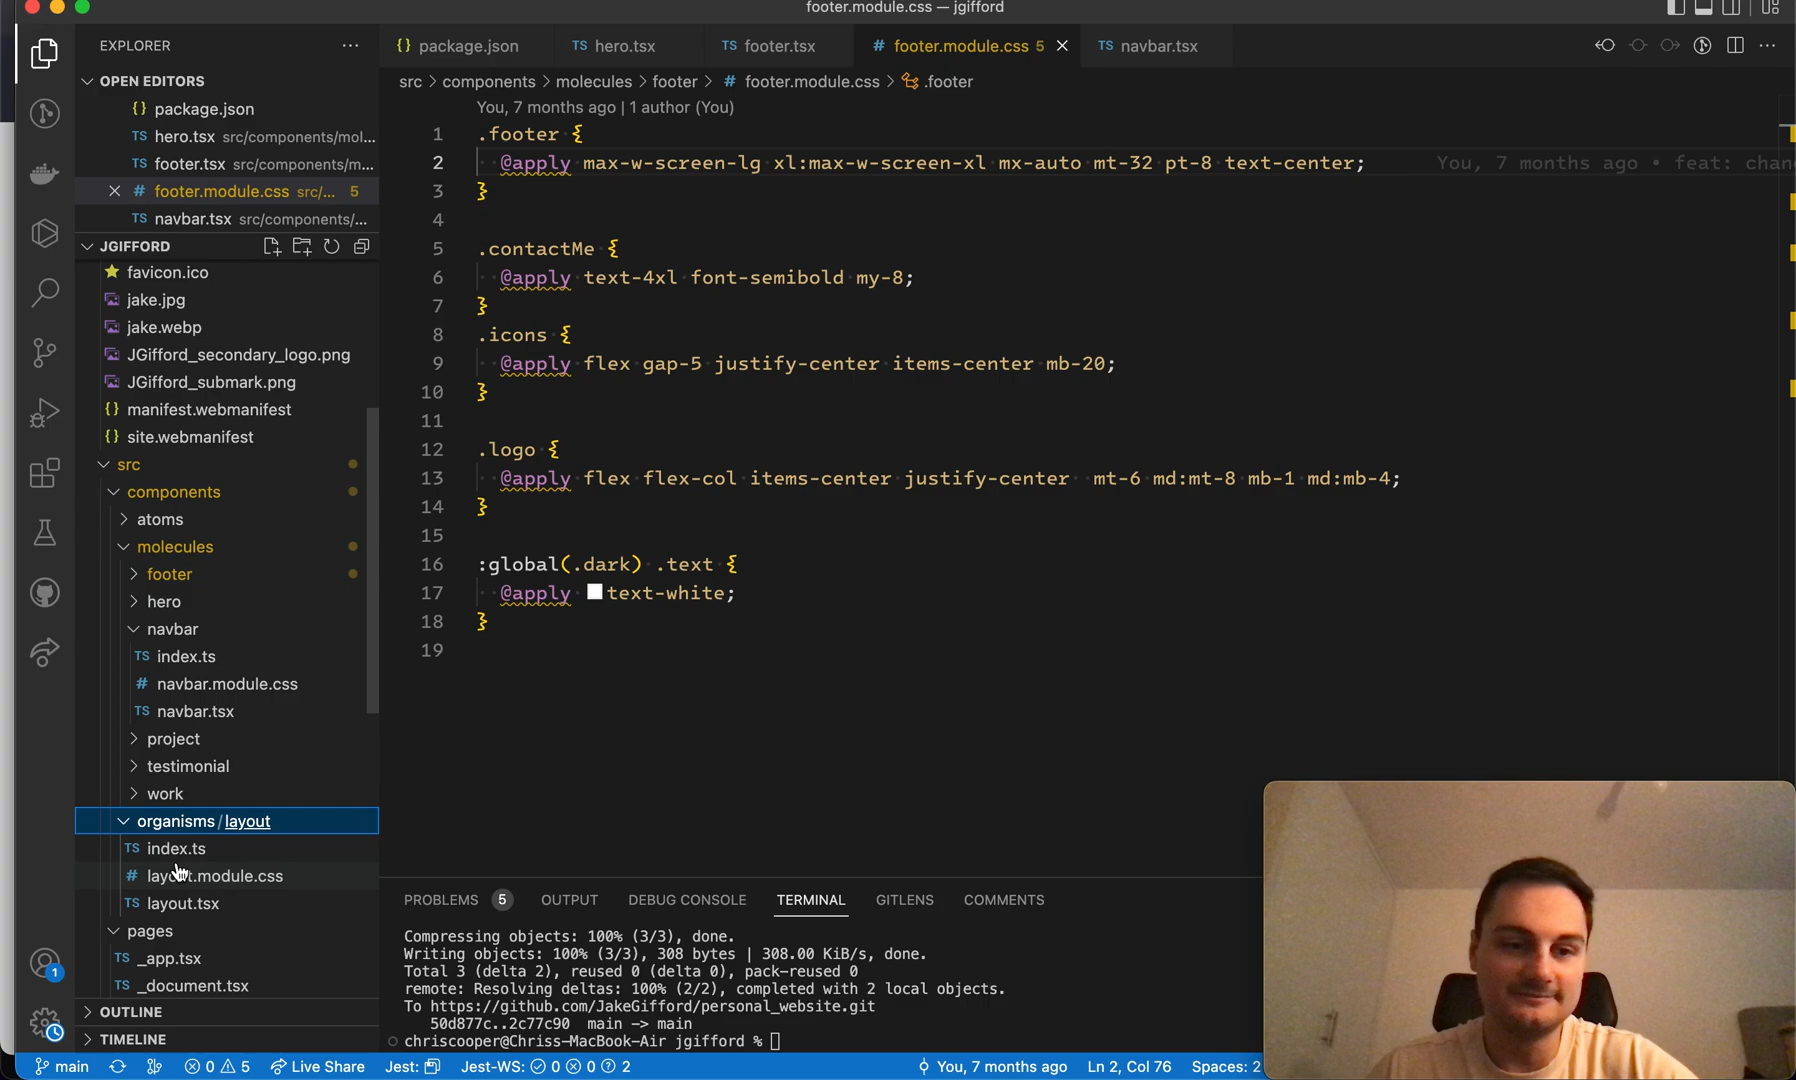 footer.module.css — jgifford
EXPLORER
OPEN EDITORS
{} package.json
TS hero.tsx src/components/mol...
TS footer.tsx src/components/m...
# footer.module.css src/... 5
TS navbar.tsx src/components/...
JGIFFORD
favicon.ico
jake.jpg
jake.webp
JGifford_secondary_logo.png
JGifford_submark.png
{} manifest.webmanifest
{} site.webmanifest
src
components
atoms
molecules
footer
hero
navbar
TS index.ts
# navbar.module.css
TS navbar.tsx
project
testimonial
work
organisms/layout
TS index.ts
# layout.module.css
TS layout.tsx
pages
TS _app.tsx
TS _document.tsx
OUTLINE
TIMELINE
{} package.json TS hero.tsx TS footer.tsx # footer.module.css 5 TS navbar.tsx
src > components > molecules > footer > # footer.module.css > .footer
You, 7 months ago | 1 author (You)
1 .footer {
2 @apply max-w-screen-lg xl:max-w-screen-xl mx-auto mt-32 pt-8 text-center; You, 7 months ago • feat: chan
3 }
4
5 .contactMe {
6 @apply text-4xl font-semibold my-8;
7 }
8 .icons {
9 @apply flex gap-5 justify-center items-center mb-20;
10 }
11
12 .logo {
13 @apply flex flex-col items-center justify-center mt-6 md:mt-8 mb-1 md:mb-4;
14 }
15
16 :global(.dark) .text {
17 @apply text-white;
18 }
19
PROBLEMS 5 OUTPUT DEBUG CONSOLE TERMINAL GITLENS COMMENTS
Compressing objects: 100% (3/3), done.
Writing objects: 100% (3/3), 308 bytes | 308.00 KiB/s, done.
Total 3 (delta 2), reused 0 (delta 0), pack-reused 0
remote: Resolving deltas: 100% (2/2), completed with 2 local objects.
To https://github.com/JakeGifford/personal_website.git
50d877c..2c77c90 main -> main
chriscooper@Chriss-MacBook-Air jgifford %
1
main 0 5 Live Share Jest: Jest-WS: 0 0 2 You, 7 months ago Ln 2, Col 76 Spaces: 2